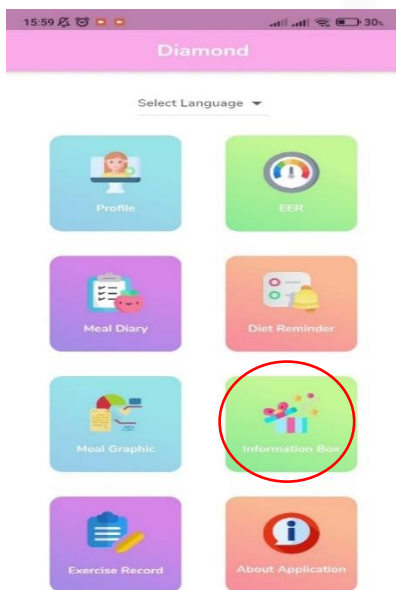 15:59 30%
Diamond
Select Language
Profile
EER
Meal Diary
Diet Reminder
Meal Graphic
Information Box
Exercise Record
About Application